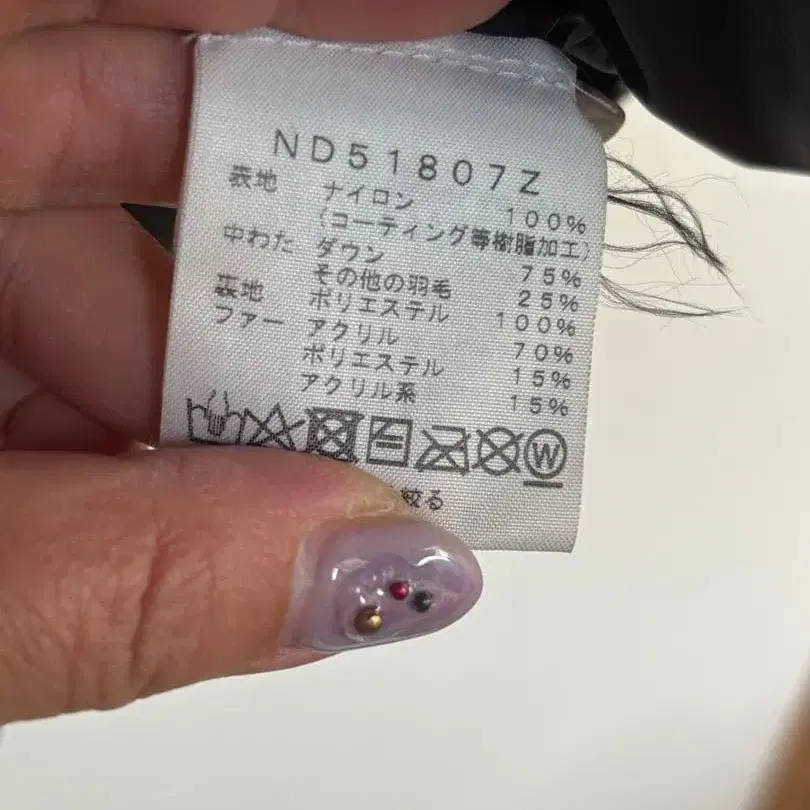 ND51807Z
表地 ナイロン 100%
(コーティング等樹脂加工)
中わた ダウン 75%
その他の羽毛 25%
裏地 ポリエステル 100%
ファー アクリル 70%
ポリエステル 15%
アクリル系 15%
W
絞る